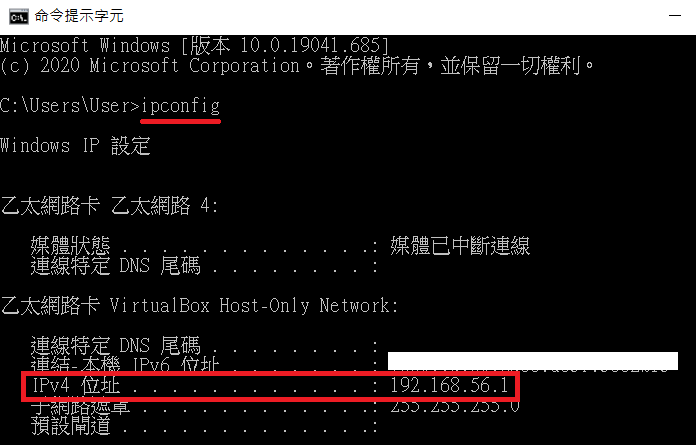 命令提示字元
Microsoft Windows [版本 10.0.19041.685]
(c) 2020 Microsoft Corporation。著作權所有，並保留一切權利。
C:\Users\User>ipconfig
Windows IP 設定
乙太網路卡 乙太網路 4:
媒體狀態 . . . . . . . . . . . . .: 媒體已中斷連線
連線特定 DNS 尾碼 . . . . . . . . :
乙太網路卡 VirtualBox Host-Only Network:
連線特定 DNS 尾碼 . . . . . . . . :
連結-本機 IPv6 位址 . . . . . . . :
IPv4 位址 . . . . . . . . . . . . : 192.168.56.1
子網路遮罩 . . . . . . . . . . . .: 255.255.255.0
預設閘道 . . . . . . . . . . . . .: